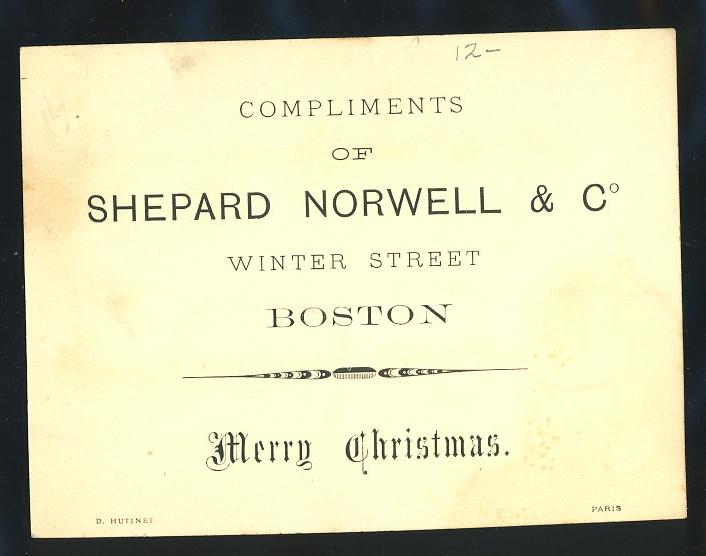 12-
COMPLIMENTS
OF
SHEPARD NORWELL & Cº
WINTER STREET
BOSTON
Merry Christmas.
D. HUTINET
PARIS